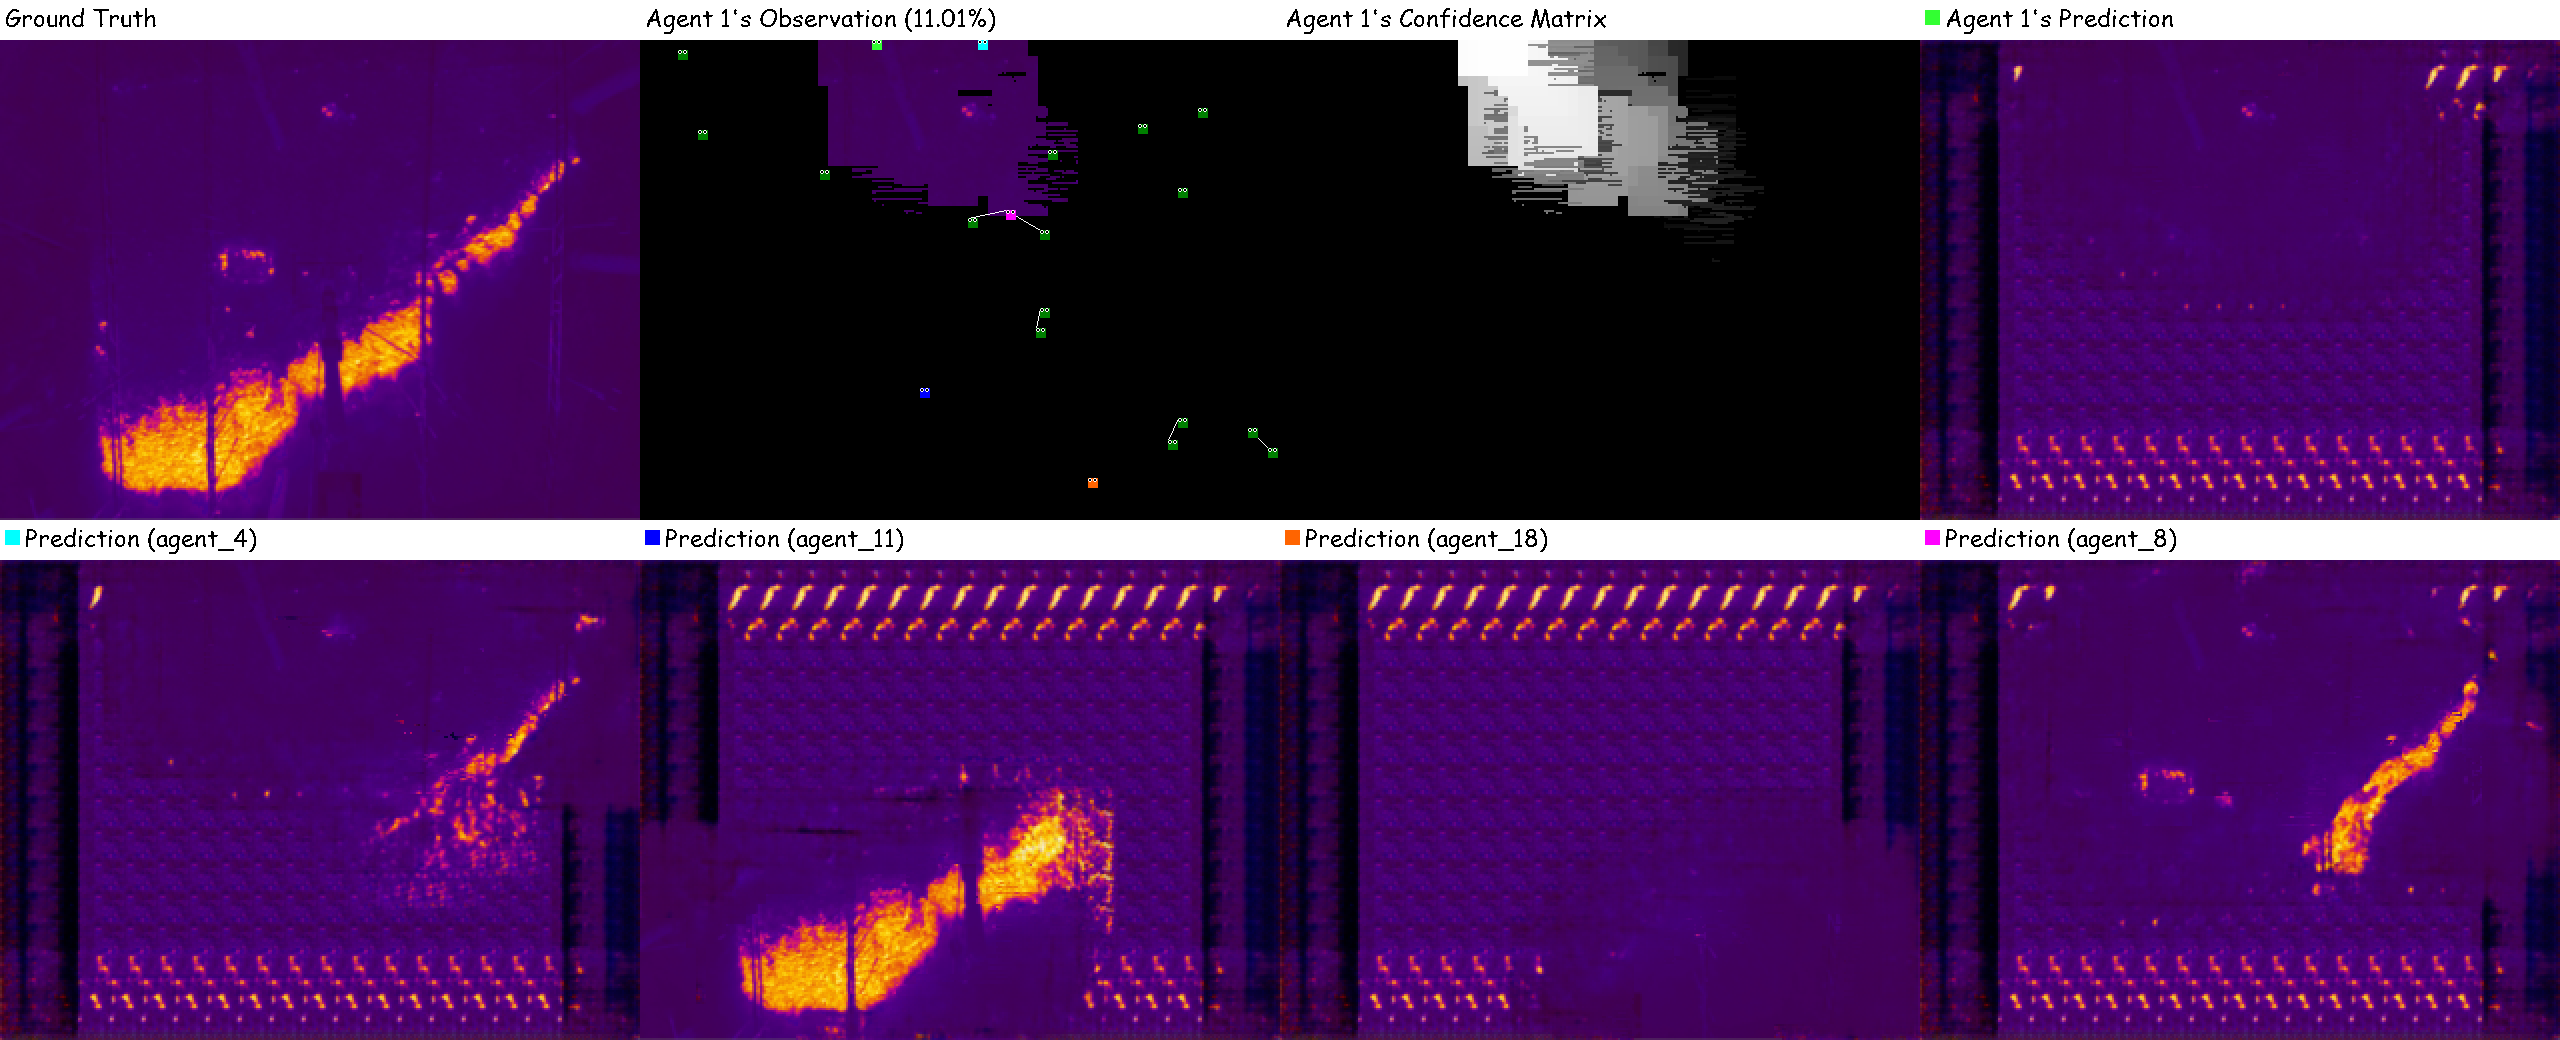 Ground Truth
Agent 1's Observation (11.01%)
Agent 1's Confidence Matrix
Agent 1's Prediction
Prediction (agent_4)
Prediction (agent_11)
Prediction (agent_18)
Prediction (agent_8)